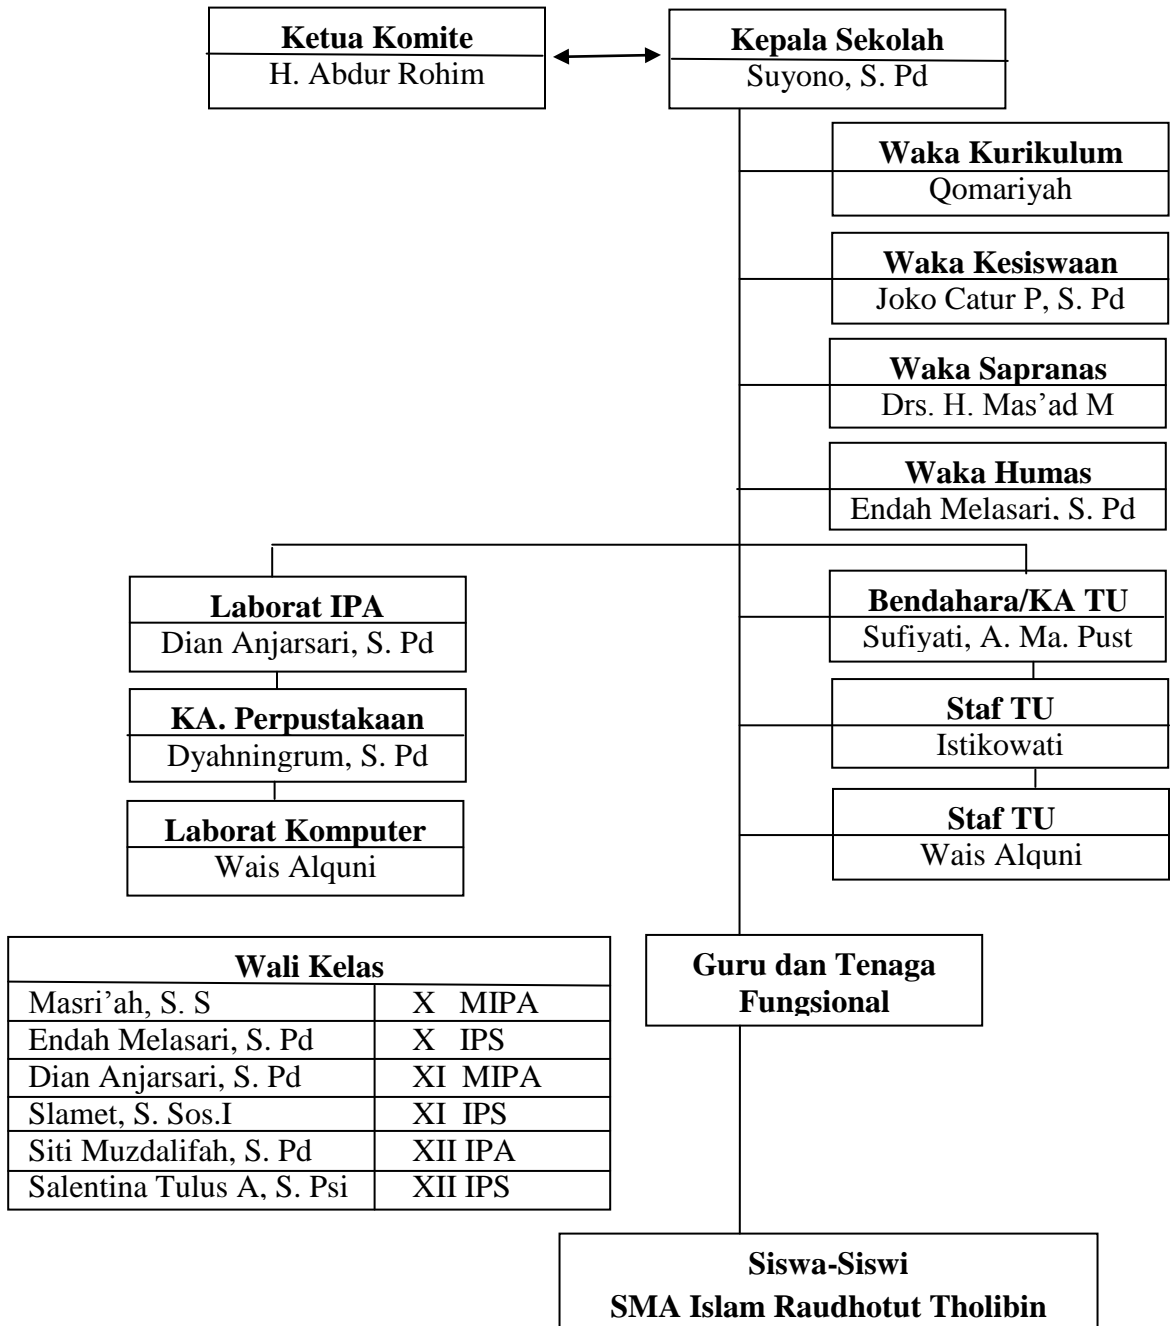 Ketua Komite
H. Abdur Rohim
Kepala Sekolah
Suyono, S. Pd
Waka Kurikulum
Qomariyah
Waka Kesiswaan
Joko Catur P, S. Pd
Waka Sapranas
Drs. H. Mas’ad M
Waka Humas
Endah Melasari, S. Pd
Laborat IPA
Dian Anjarsari, S. Pd
KA. Perpustakaan
Dyahningrum, S. Pd
Laborat Komputer
Wais Alquni
Bendahara/KA TU
Sufiyati, A. Ma. Pust
Staf TU
Istikowati
Staf TU
Wais Alquni
Wali Kelas
Masri’ah, S. S X MIPA
Endah Melasari, S. Pd X IPS
Dian Anjarsari, S. Pd XI MIPA
Slamet, S. Sos.I XI IPS
Siti Muzdalifah, S. Pd XII IPA
Salentina Tulus A, S. Psi XII IPS
Guru dan Tenaga
Fungsional
Siswa-Siswi
SMA Islam Raudhotut Tholibin